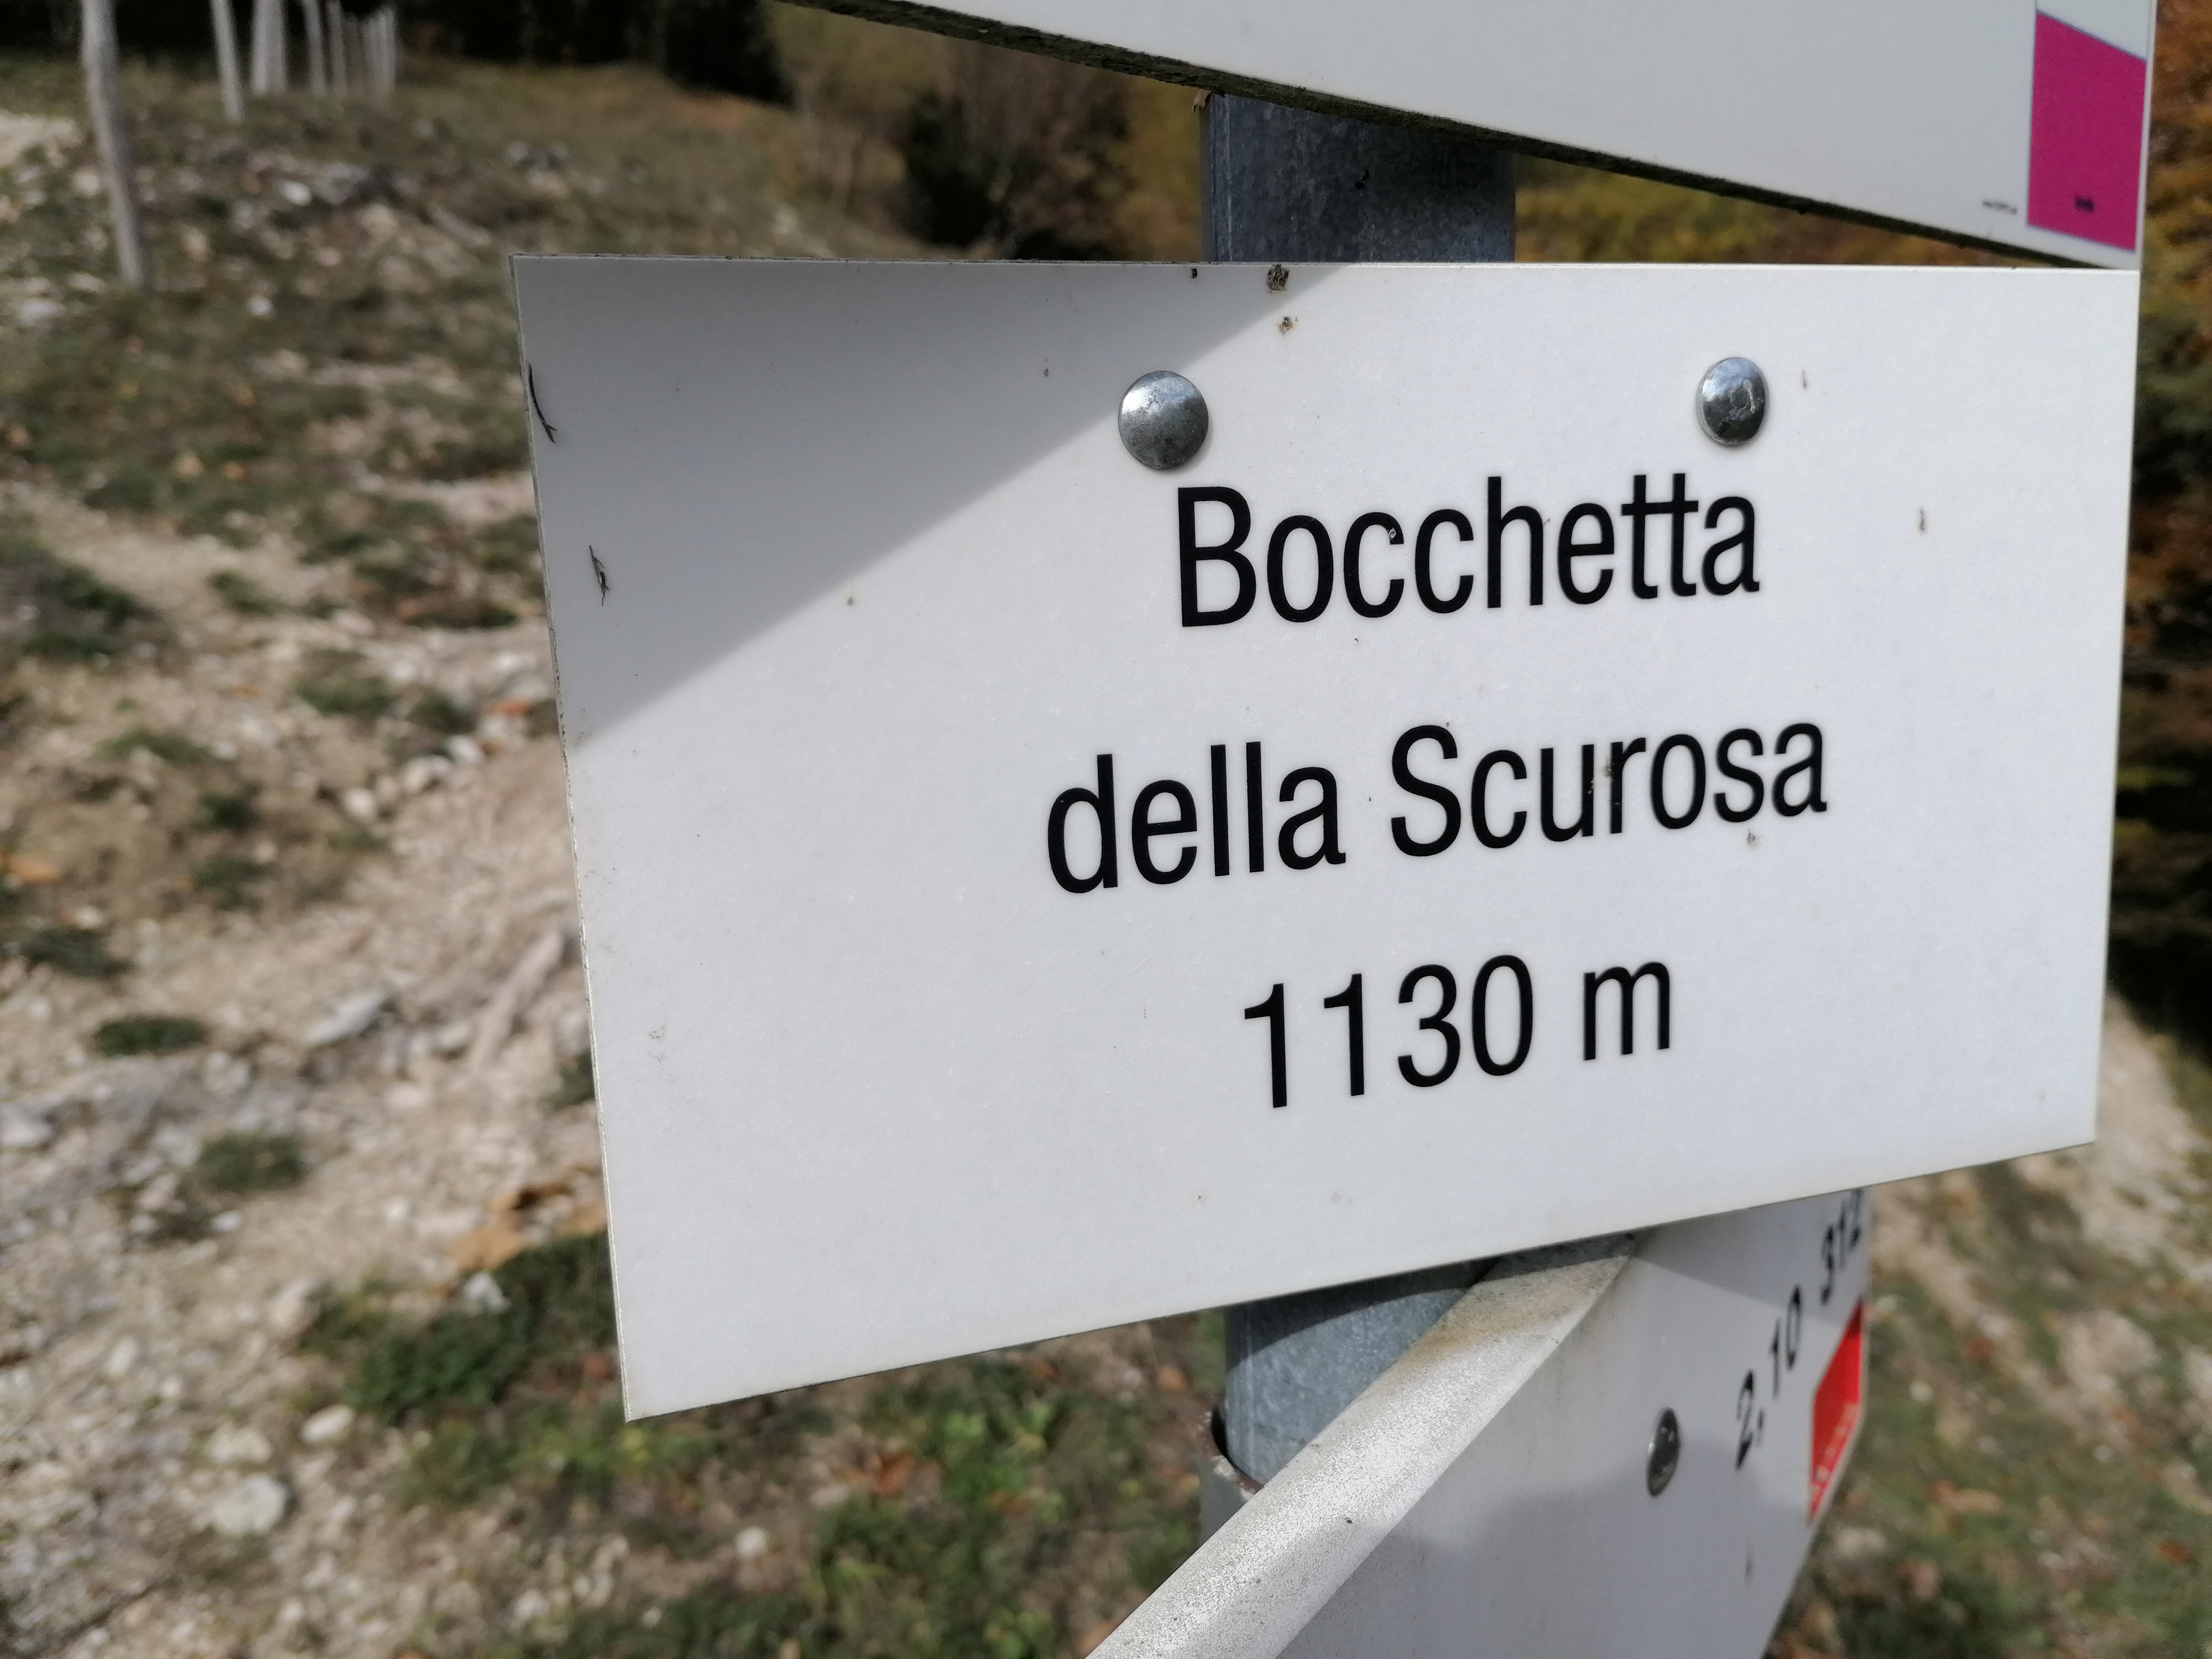 Bocchetta
della Scurosa
1130 m
2,10 312